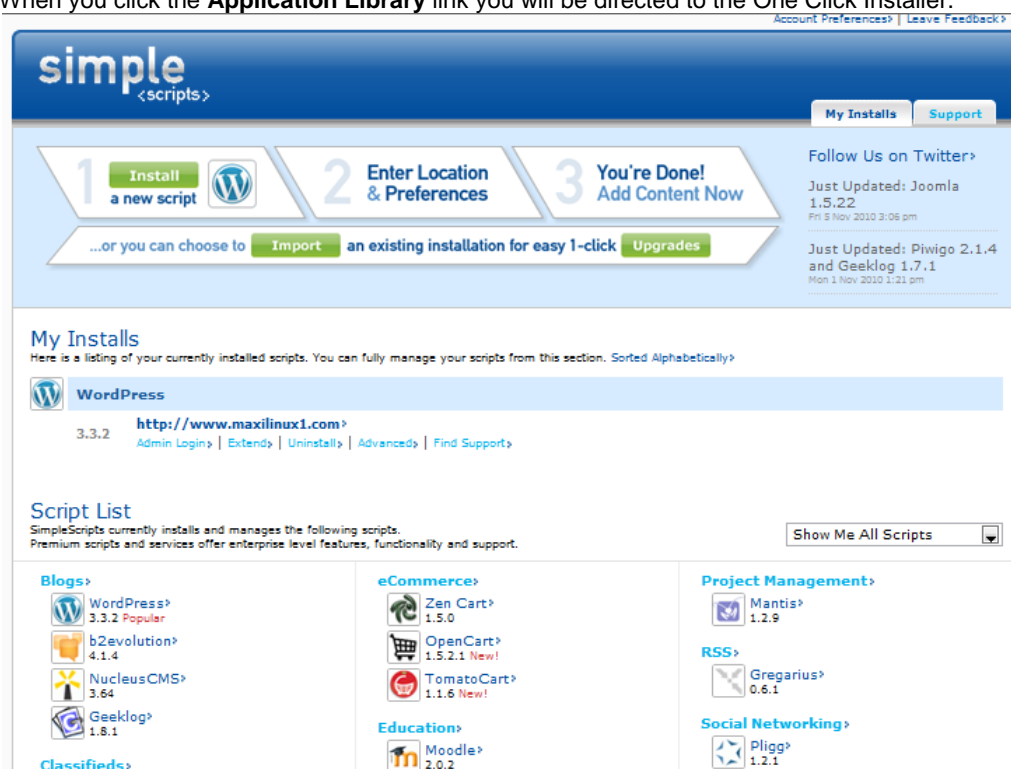 When you click the Application Library link you will be directed to the One Click Installer.
Account Preferences> | Leave Feedback>
simple
<scripts>
My Installs
Support
1
Install
a new script
2
Enter Location
& Preferences
3
You're Done!
Add Content Now
...or you can choose to Import an existing installation for easy 1-click Upgrades
Follow Us on Twitter>
Just Updated: Joomla
1.5.22
Fri 5 Nov 2010 3:06 pm
Just Updated: Piwigo 2.1.4
and Geeklog 1.7.1
Mon 1 Nov 2010 1:21 pm
My Installs
Here is a listing of your currently installed scripts. You can fully manage your scripts from this section. Sorted Alphabetically>
WordPress
3.3.2
http://www.maxilinux1.com>
Admin Login> | Extend> | Uninstall> | Advanced> | Find Support>
Script List
SimpleScripts currently installs and manages the following scripts.
Premium scripts and services offer enterprise level features, functionality and support.
Show Me All Scripts
Blogs>
WordPress>
3.3.2 Popular
b2evolution>
4.1.4
NucleusCMS>
3.64
Geeklog>
1.8.1
Classifieds>
eCommerce>
Zen Cart>
1.5.0
OpenCart>
1.5.2.1 New!
TomatoCart>
1.1.6 New!
Education>
Moodle>
2.0.2
Project Management>
Mantis>
1.2.9
RSS>
Gregarius>
0.6.1
Social Networking>
Pligg>
1.2.1